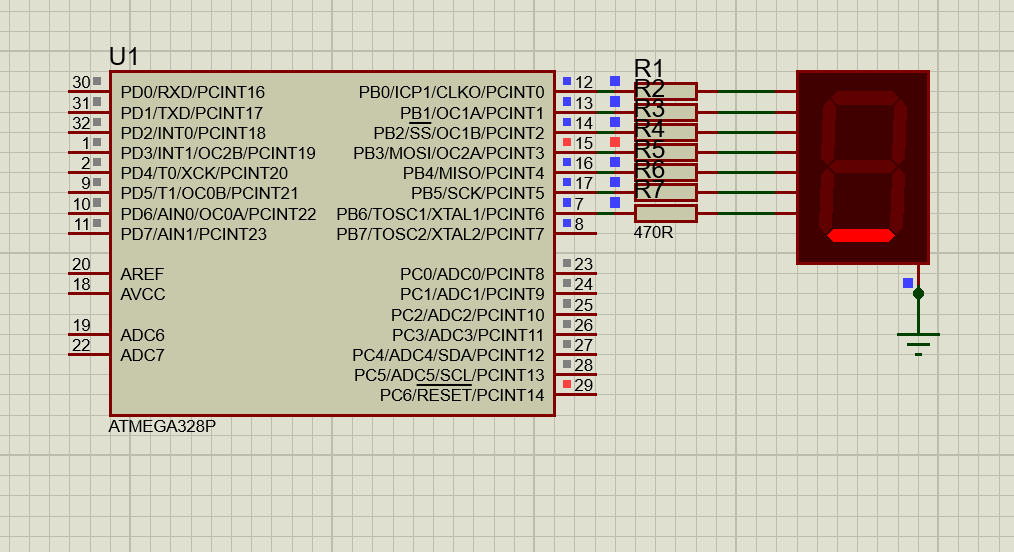 U1
30 PD0/RXD/PCINT16
31 PD1/TXD/PCINT17
32 PD2/INT0/PCINT18
1 PD3/INT1/OC2B/PCINT19
2 PD4/T0/XCK/PCINT20
9 PD5/T1/OC0B/PCINT21
10 PD6/AIN0/OC0A/PCINT22
11 PD7/AIN1/PCINT23
20 AREF
18 AVCC
19 ADC6
22 ADC7
PB0/ICP1/CLKO/PCINT0 12
PB1/OC1A/PCINT1 13
PB2/SS/OC1B/PCINT2 14
PB3/MOSI/OC2A/PCINT3 15
PB4/MISO/PCINT4 16
PB5/SCK/PCINT5 17
PB6/TOSC1/XTAL1/PCINT6 7
PB7/TOSC2/XTAL2/PCINT7 8
PC0/ADC0/PCINT8 23
PC1/ADC1/PCINT9 24
PC2/ADC2/PCINT10 25
PC3/ADC3/PCINT11 26
PC4/ADC4/SDA/PCINT12 27
PC5/ADC5/SCL/PCINT13 28
PC6/RESET/PCINT14 29
ATMEGA328P
R1
R2
R3
R4
R5
R6
R7
470R